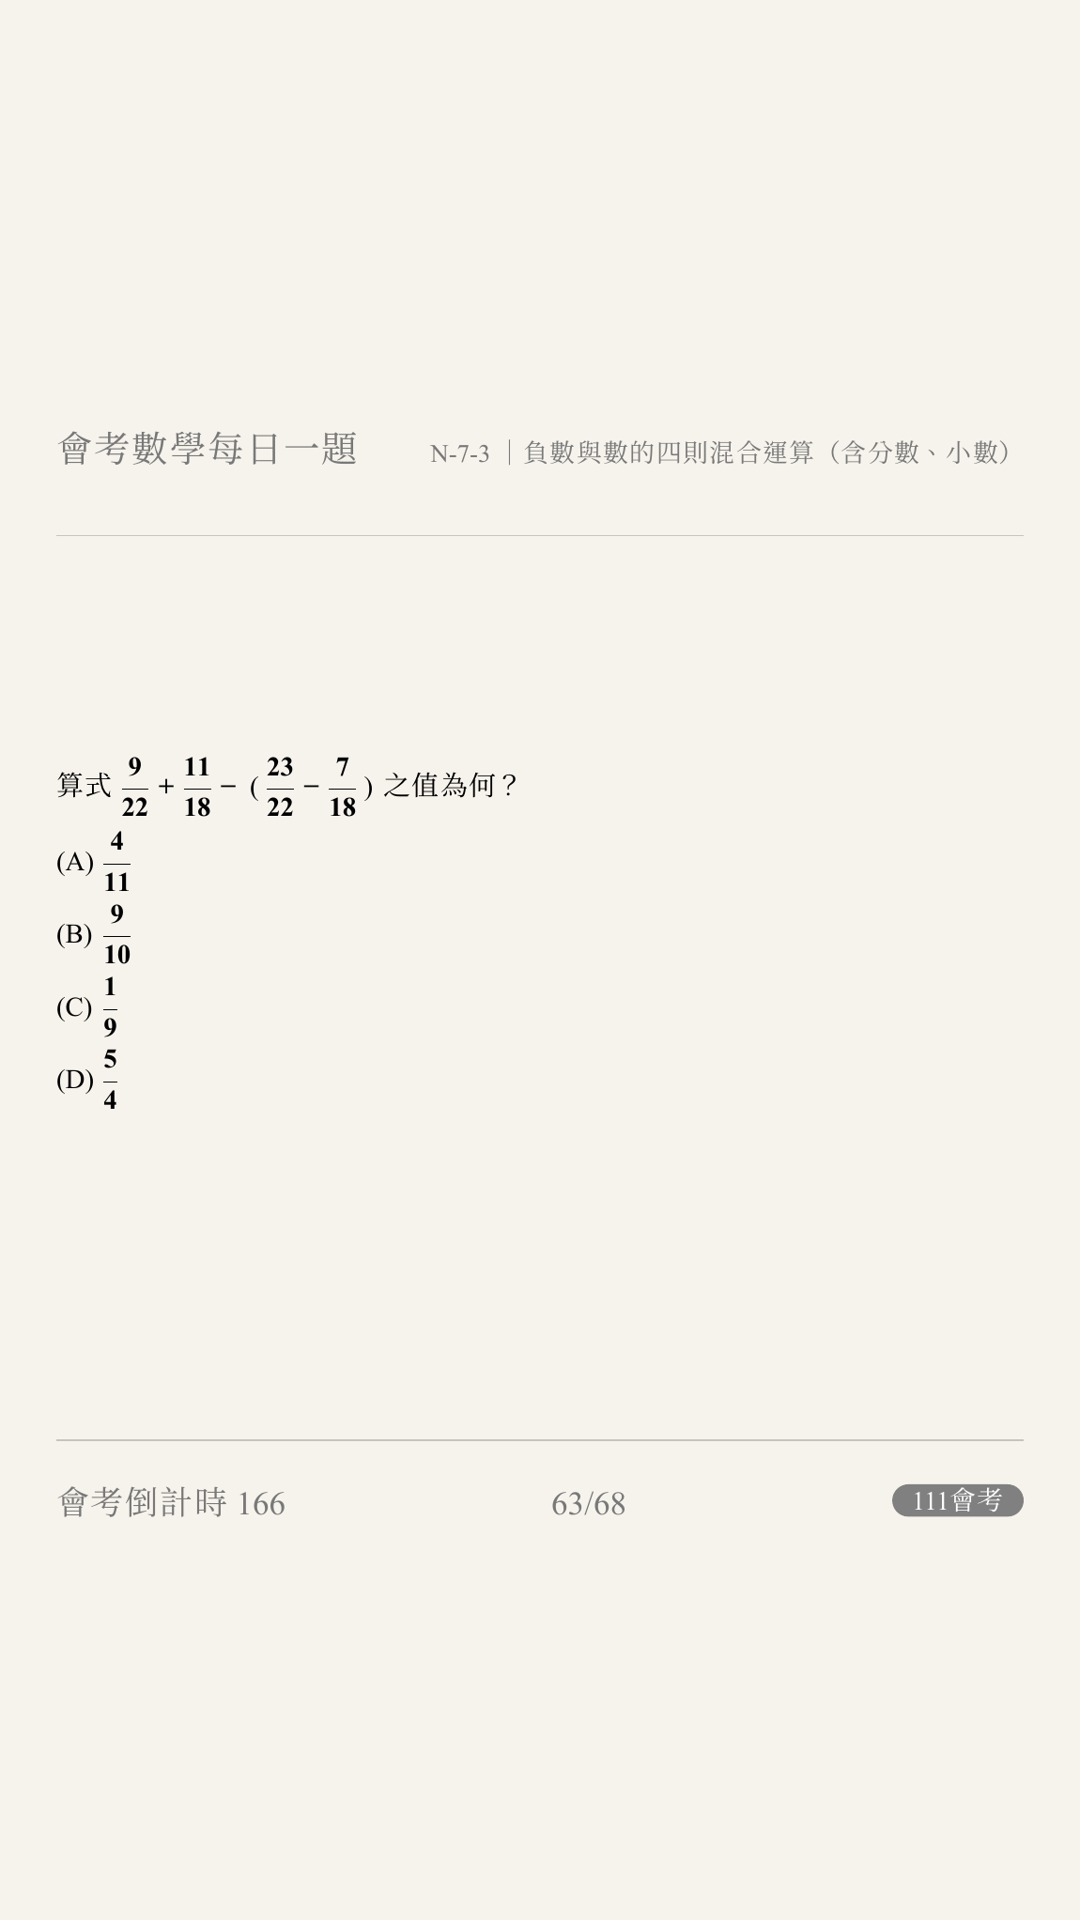 會考數學每日一題
N-7-3｜負數與數的四則混合運算（含分數、小數）
算式 9/22 + 11/18 − ( 23/22 − 7/18 ) 之值為何？
(A) 4/11
(B) 9/10
(C) 1/9
(D) 5/4
會考倒計時 166
63/68
111會考